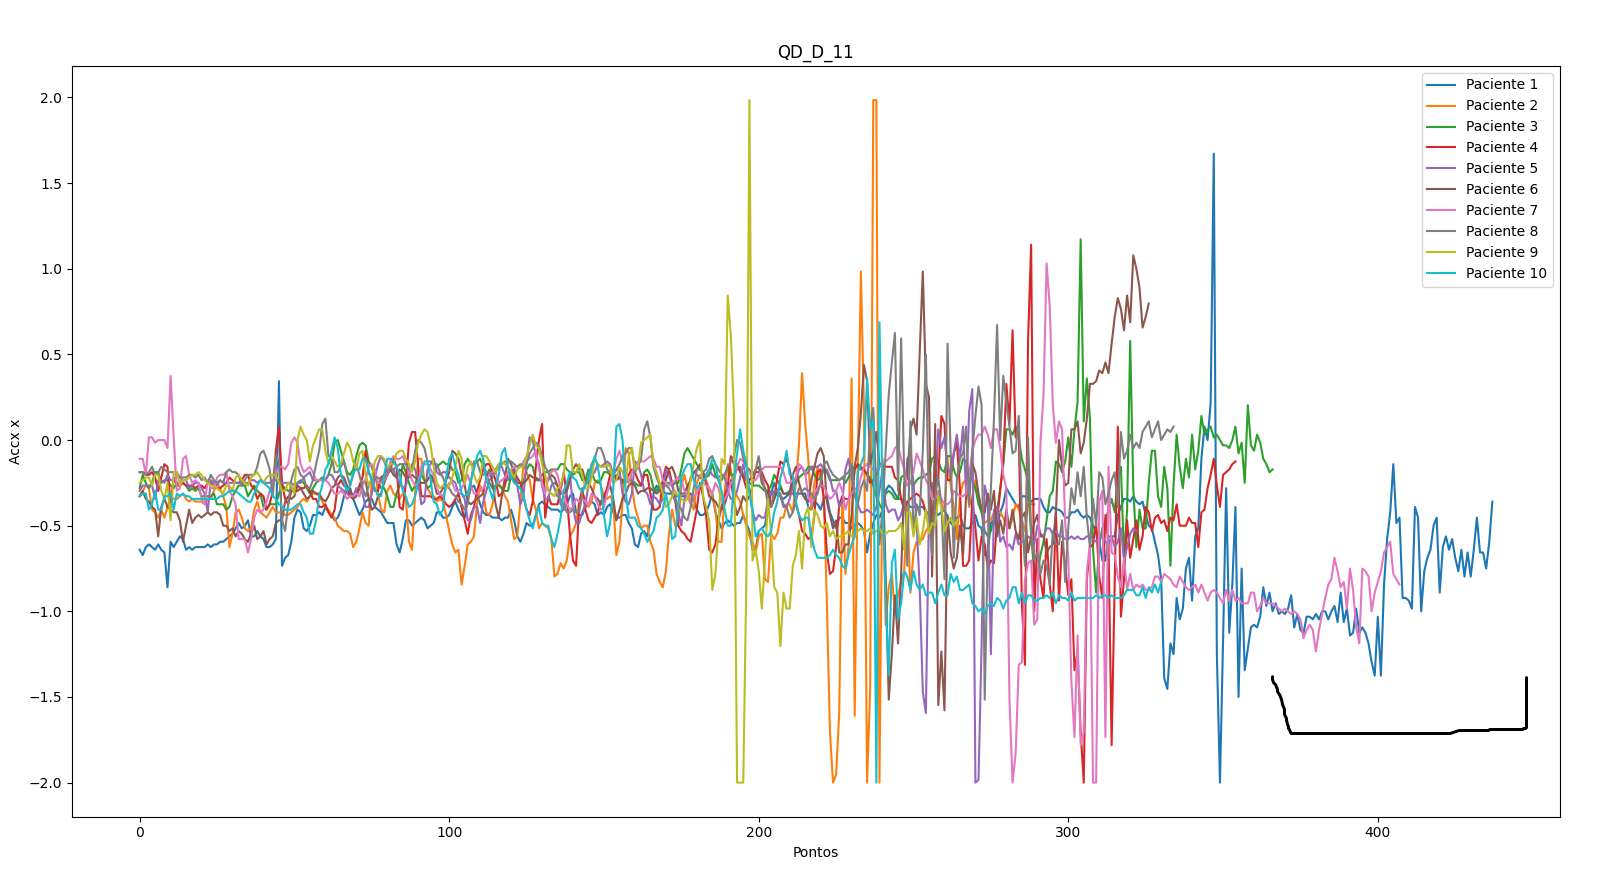 QD_D_11
2.0
1.5
1.0
0.5
0.0
−0.5
−1.0
−1.5
−2.0
Accx x
0 100 200 300 400
Pontos
Paciente 1
Paciente 2
Paciente 3
Paciente 4
Paciente 5
Paciente 6
Paciente 7
Paciente 8
Paciente 9
Paciente 10